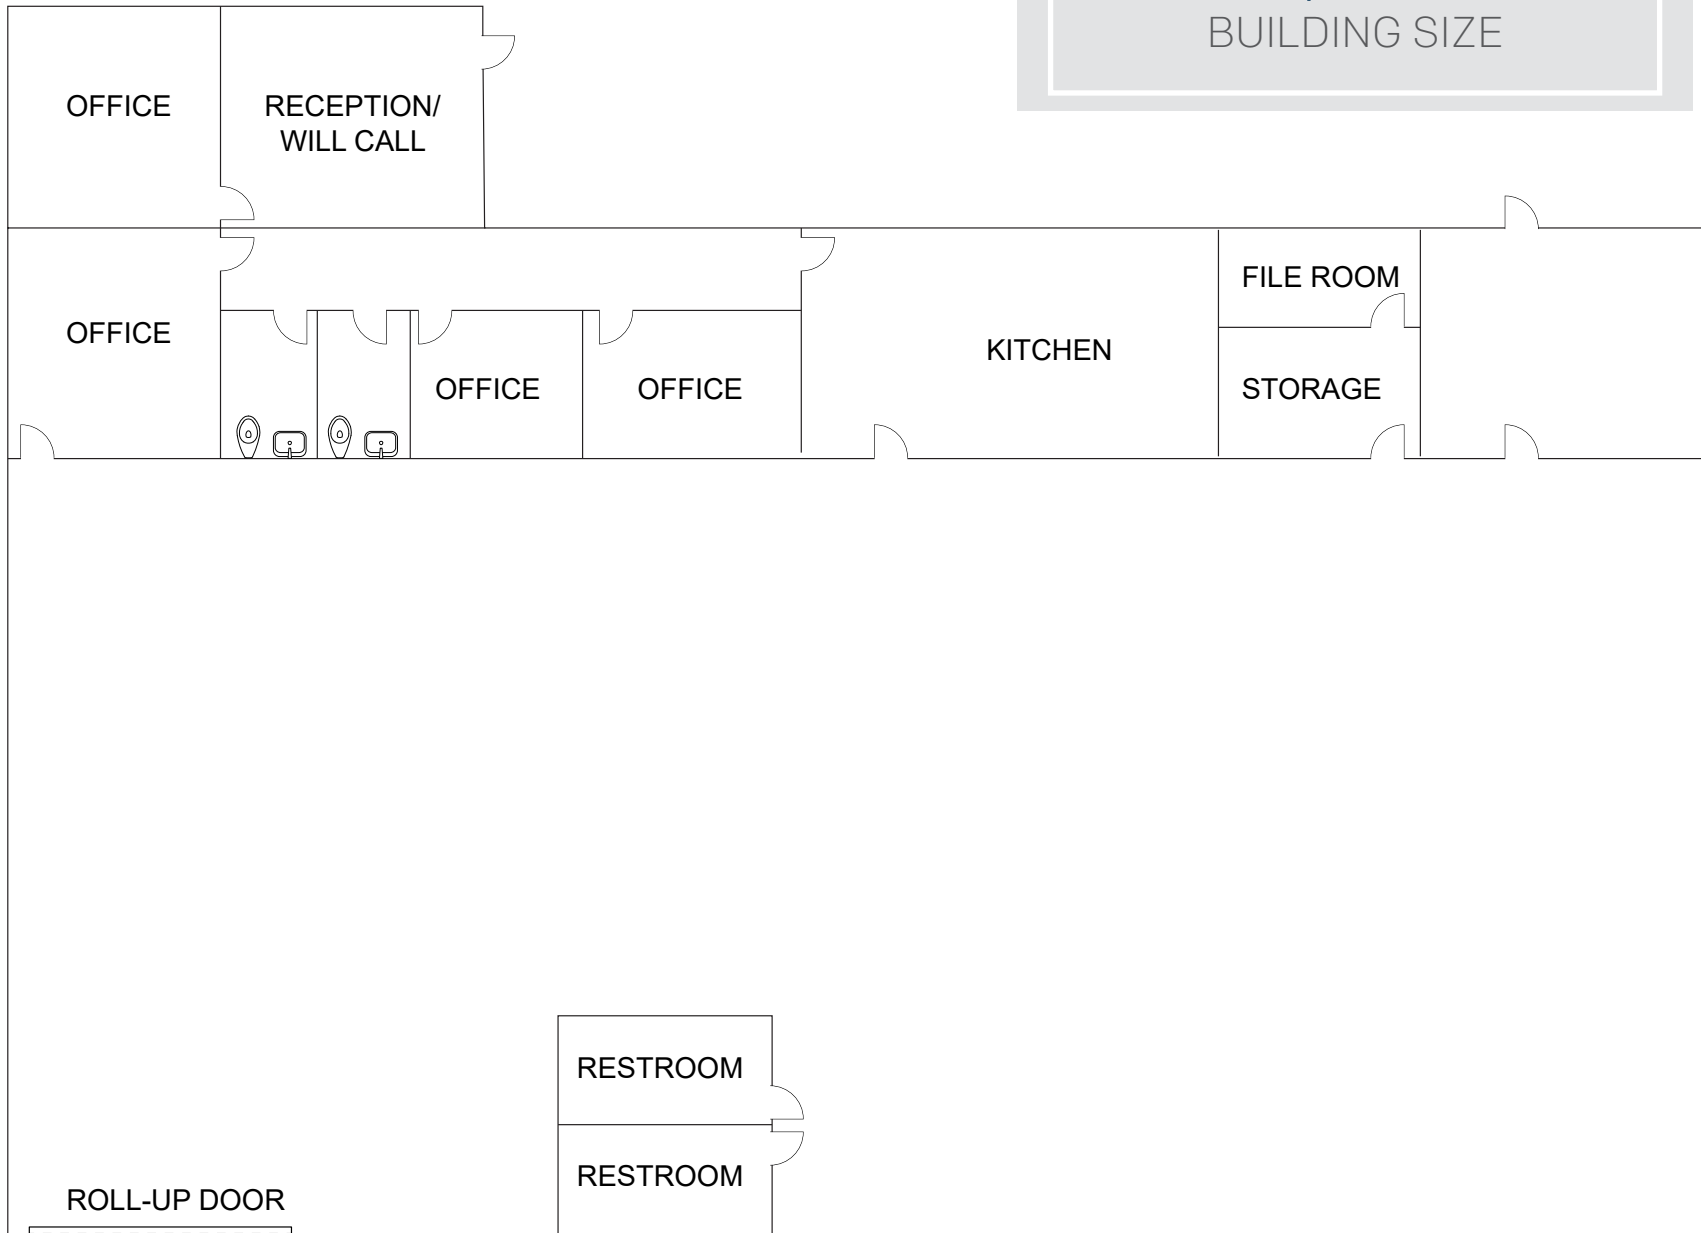 BUILDING SIZE
OFFICE
RECEPTION/
WILL CALL
FILE ROOM
OFFICE
KITCHEN
OFFICE
OFFICE
STORAGE
RESTROOM
RESTROOM
ROLL-UP DOOR